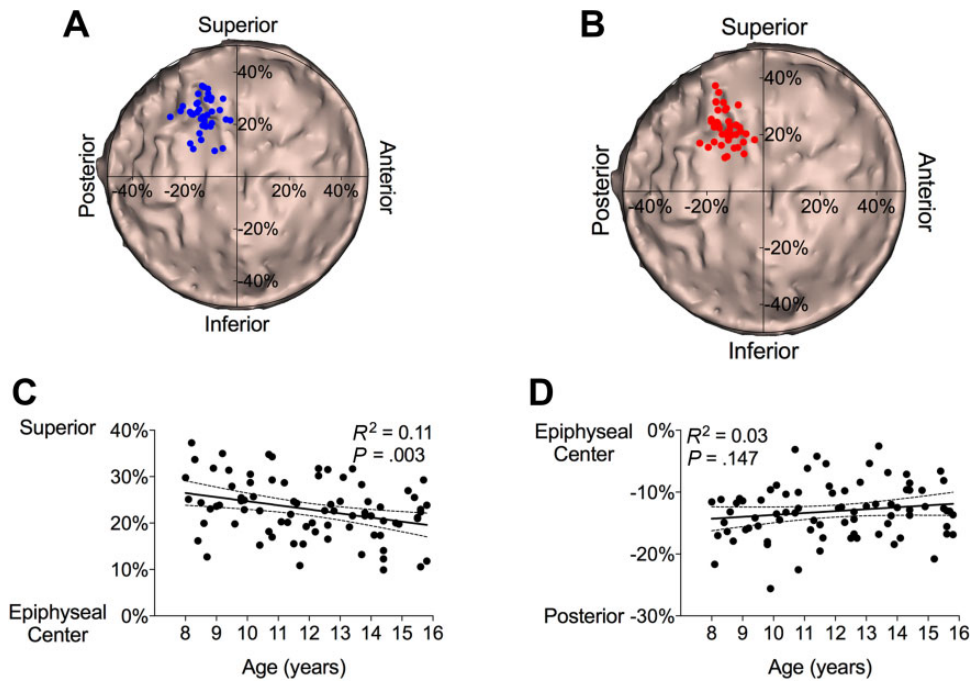 A
Superior
40%
20%
-40%
-20%
20%
40%
-20%
-40%
Posterior
Anterior
Inferior
B
Superior
40%
20%
-40%
-20%
20%
40%
-20%
-40%
Posterior
Anterior
Inferior
C
Superior
40%
30%
20%
10%
0%
Epiphyseal
Center
R² = 0.11
P = .003
8 9 10 11 12 13 14 15 16
Age (years)
D
Epiphyseal
Center
0%
-10%
-20%
Posterior -30%
R² = 0.03
P = .147
8 9 10 11 12 13 14 15 16
Age (years)